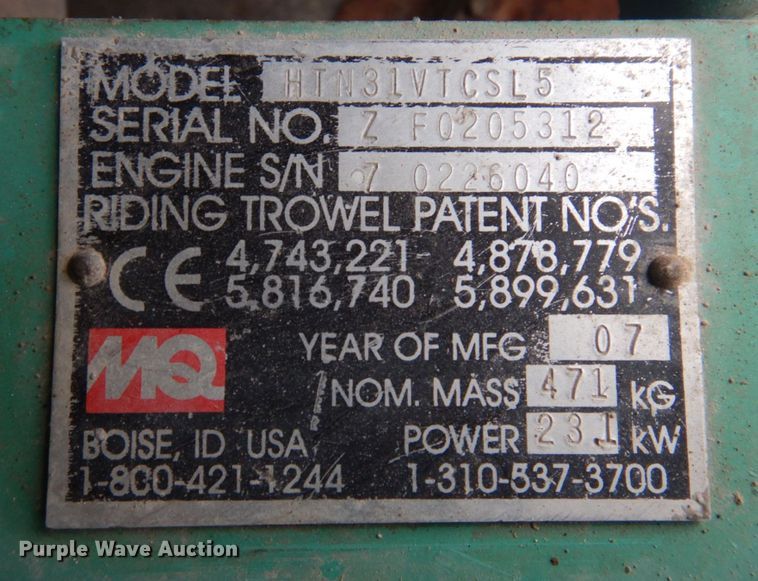 MODEL HTN31VTCSL5
SERIAL NO. Z F0205312
ENGINE S/N 7 0226040
RIDING TROWEL PATENT NO'S.
CE 4,743,221 4,878,779
5,816,740 5,899,631
MQ YEAR OF MFG 07
NOM. MASS 471 kG
BOISE, ID USA POWER 231 kW
1-800-421-1244 1-310-537-3700
Purple Wave Auction